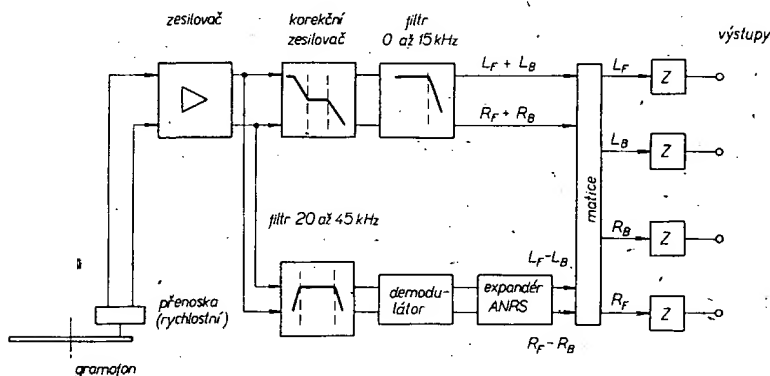 zesilovač
korekční
zesilovač
filtr
0 až 15 kHz
výstupy
L_F + L_B
R_F + R_B
L_F
Z
L_B
Z
matice
R_B
Z
R_F
Z
filtr 20 až 45 kHz
L_F - L_B
demodu-
látor
expandér
ANRS
R_F - R_B
přenoska
(rychlostní)
gramofon